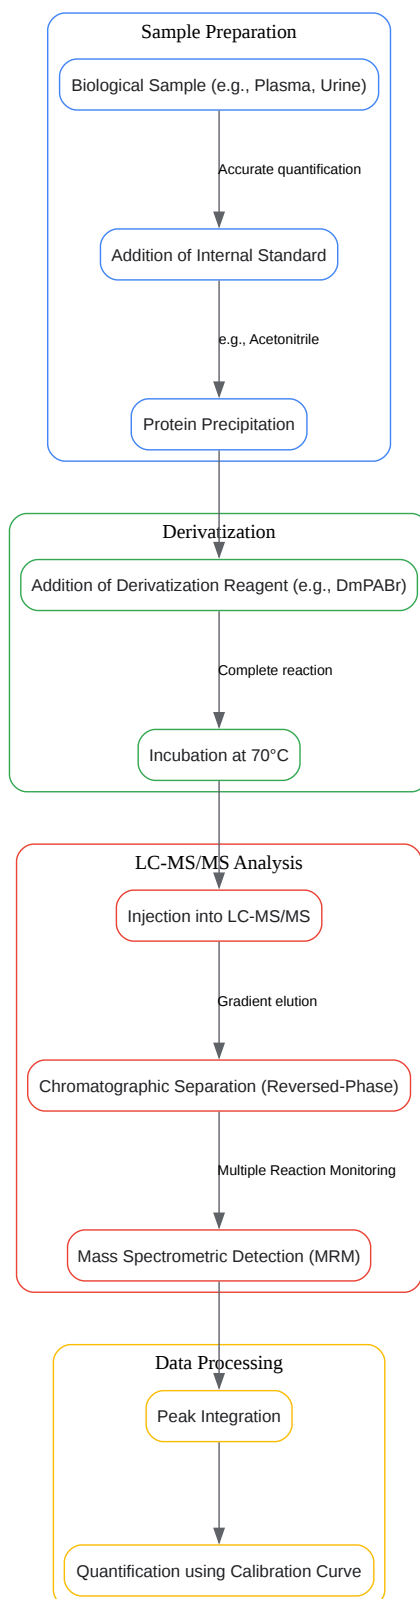 Sample Preparation
Biological Sample (e.g., Plasma, Urine)
Accurate quantification
Addition of Internal Standard
e.g., Acetonitrile
Protein Precipitation
Derivatization
Addition of Derivatization Reagent (e.g., DmPABr)
Complete reaction
Incubation at 70°C
LC-MS/MS Analysis
Injection into LC-MS/MS
Gradient elution
Chromatographic Separation (Reversed-Phase)
Multiple Reaction Monitoring
Mass Spectrometric Detection (MRM)
Data Processing
Peak Integration
Quantification using Calibration Curve